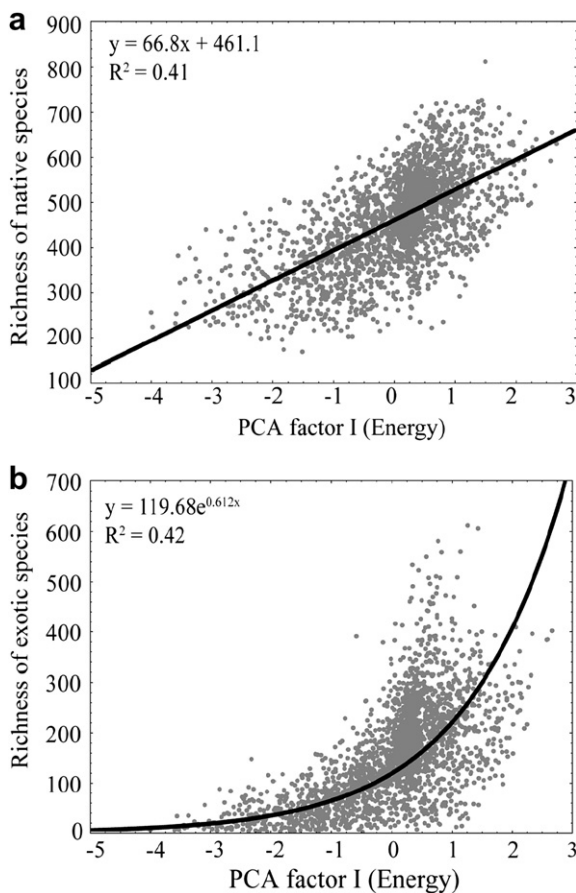 a
y = 66.8x + 461.1
R² = 0.41
Richness of native species
900
800
700
600
500
400
300
200
100
-5 -4 -3 -2 -1 0 1 2 3
PCA factor I (Energy)
b
y = 119.68e^0.612x
R² = 0.42
Richness of exotic species
700
600
500
400
300
200
100
0
-5 -4 -3 -2 -1 0 1 2 3
PCA factor I (Energy)